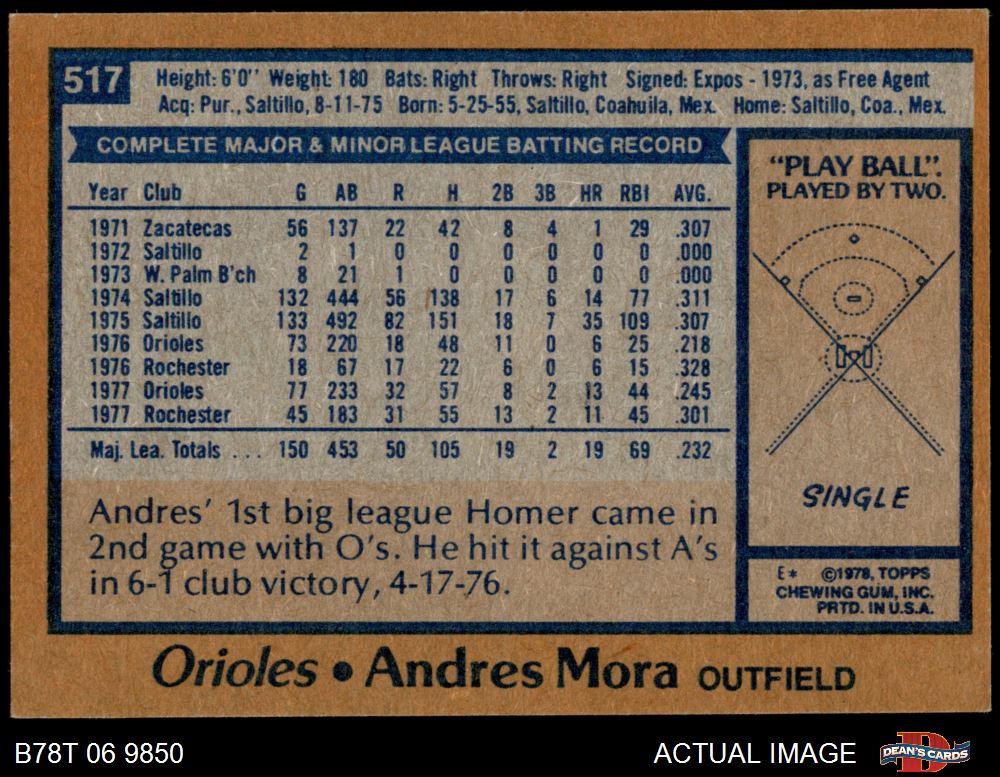 517
Height: 6'0" Weight: 180 Bats: Right Throws: Right Signed: Expos - 1973, as Free Agent
Acq: Pur., Saltillo, 8-11-75 Born: 5-25-55, Saltillo, Coahuila, Mex. Home: Saltillo, Coa., Mex.
COMPLETE MAJOR & MINOR LEAGUE BATTING RECORD
Year Club G AB R H 2B 3B HR RBI AVG.
1971 Zacatecas 56 137 22 42 8 4 1 29 .307
1972 Saltillo 2 1 0 0 0 0 0 0 .000
1973 W. Palm B'ch 8 21 1 0 0 0 0 0 .000
1974 Saltillo 132 444 56 138 17 6 14 77 .311
1975 Saltillo 133 492 82 151 18 7 35 109 .307
1976 Orioles 73 220 18 48 11 0 6 25 .218
1976 Rochester 18 67 17 22 6 0 6 15 .328
1977 Orioles 77 233 32 57 8 2 13 44 .245
1977 Rochester 45 183 31 55 13 2 11 45 .301
Maj. Lea. Totals ... 150 453 50 105 19 2 19 69 .232
Andres' 1st big league Homer came in
2nd game with O's. He hit it against A's
in 6-1 club victory, 4-17-76.
"PLAY BALL".
PLAYED BY TWO.
SINGLE
E* ©1978, TOPPS
CHEWING GUM, INC.
PRTD. IN U.S.A.
Orioles • Andres Mora OUTFIELD
B78T 06 9850
ACTUAL IMAGE
DEAN'S CARDS